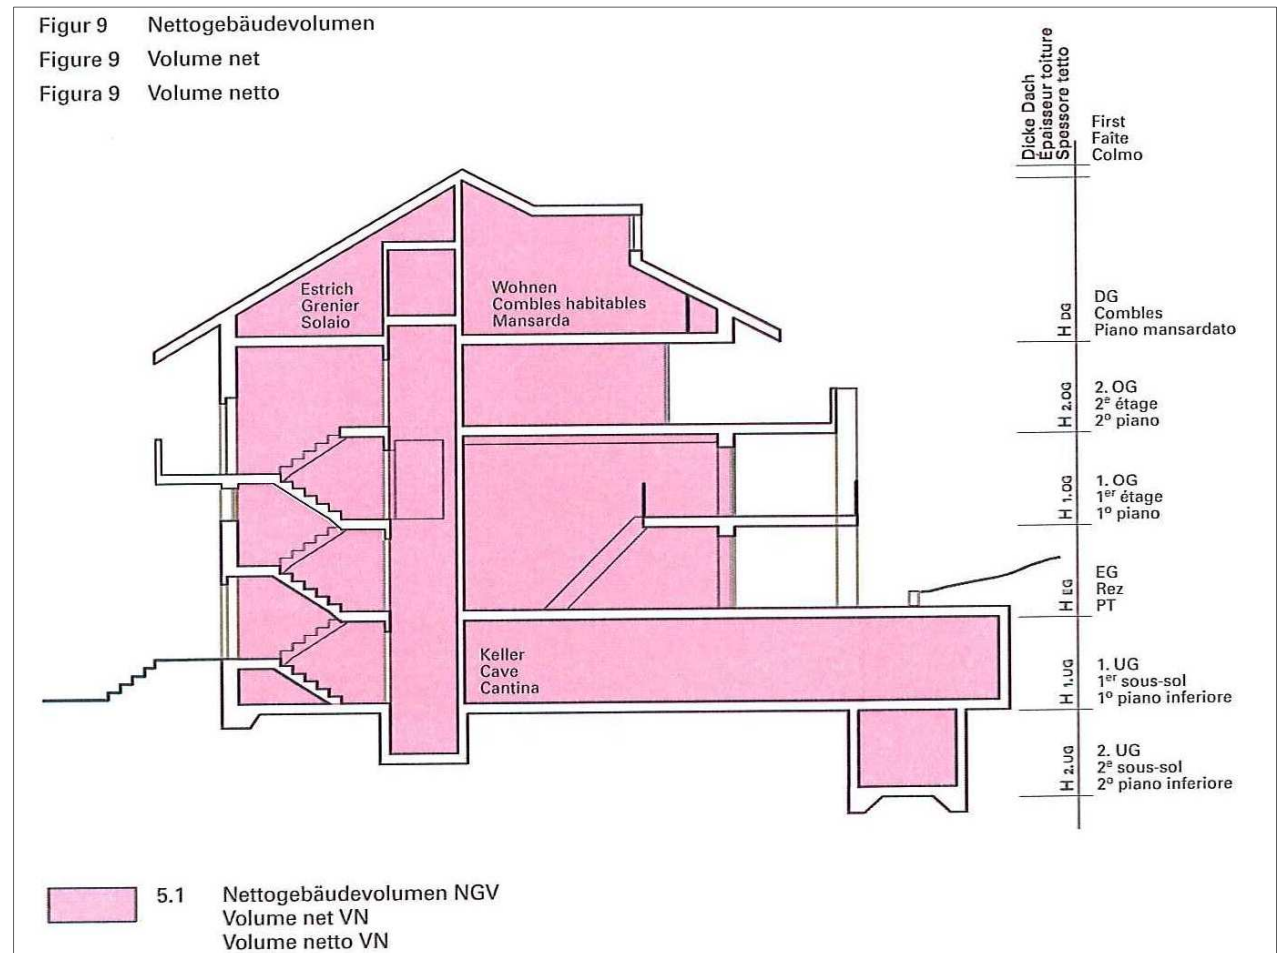 Figur 9 Nettogebäudevolumen
Figure 9 Volume net
Figura 9 Volume netto
Dicke Dach
Épaisseur toiture
Spessore tetto
First
Faîte
Colmo
Estrich
Grenier
Solaio
Wohnen
Combles habitables
Mansarda
H DG
DG
Combles
Piano mansardato
H 2.OG
2. OG
2e étage
2º piano
H 1.OG
1. OG
1er étage
1º piano
H EG
EG
Rez
PT
Keller
Cave
Cantina
H 1.UG
1. UG
1er sous-sol
1º piano inferiore
H 2.UG
2. UG
2e sous-sol
2º piano inferiore
5.1 Nettogebäudevolumen NGV
Volume net VN
Volume netto VN